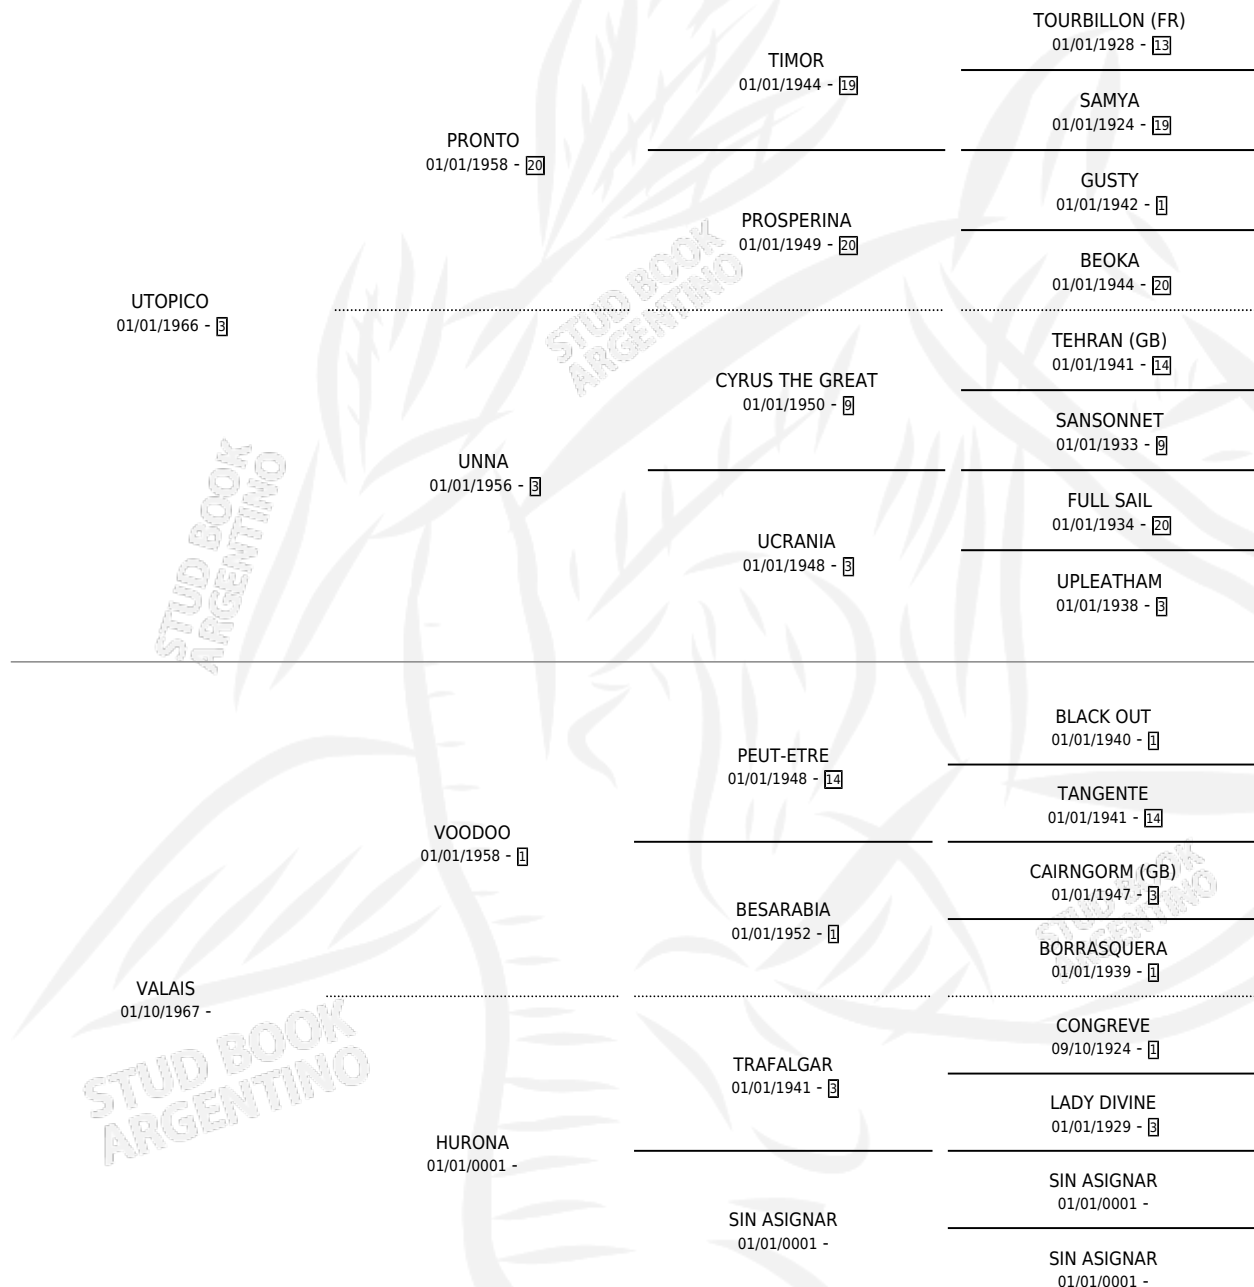 TOURBILLON (FR)
01/01/1928 - 13
TIMOR
01/01/1944 - 19
SAMYA
01/01/1924 - 19
PRONTO
01/01/1958 - 20
GUSTY
01/01/1942 - 1
PROSPERINA
01/01/1949 - 20
BEOKA
01/01/1944 - 20
UTOPICO
01/01/1966 - 3
TEHRAN (GB)
01/01/1941 - 14
CYRUS THE GREAT
01/01/1950 - 9
SANSONNET
01/01/1933 - 9
UNNA
01/01/1956 - 3
FULL SAIL
01/01/1934 - 20
UCRANIA
01/01/1948 - 3
UPLEATHAM
01/01/1938 - 3
BLACK OUT
01/01/1940 - 1
PEUT-ETRE
01/01/1948 - 14
TANGENTE
01/01/1941 - 14
VOODOO
01/01/1958 - 1
CAIRNGORM (GB)
01/01/1947 - 3
BESARABIA
01/01/1952 - 1
BORRASQUERA
01/01/1939 - 1
VALAIS
01/10/1967 -
CONGREVE
09/10/1924 - 1
TRAFALGAR
01/01/1941 - 3
LADY DIVINE
01/01/1929 - 3
HURONA
01/01/0001 -
SIN ASIGNAR
01/01/0001 -
SIN ASIGNAR
01/01/0001 -
SIN ASIGNAR
01/01/0001 -
STUD BOOK
ARGENTINO
STUD BOOK
ARGENTINO
STUD BOOK
ARGENTINO
STUD BOOK
ARGENTINO